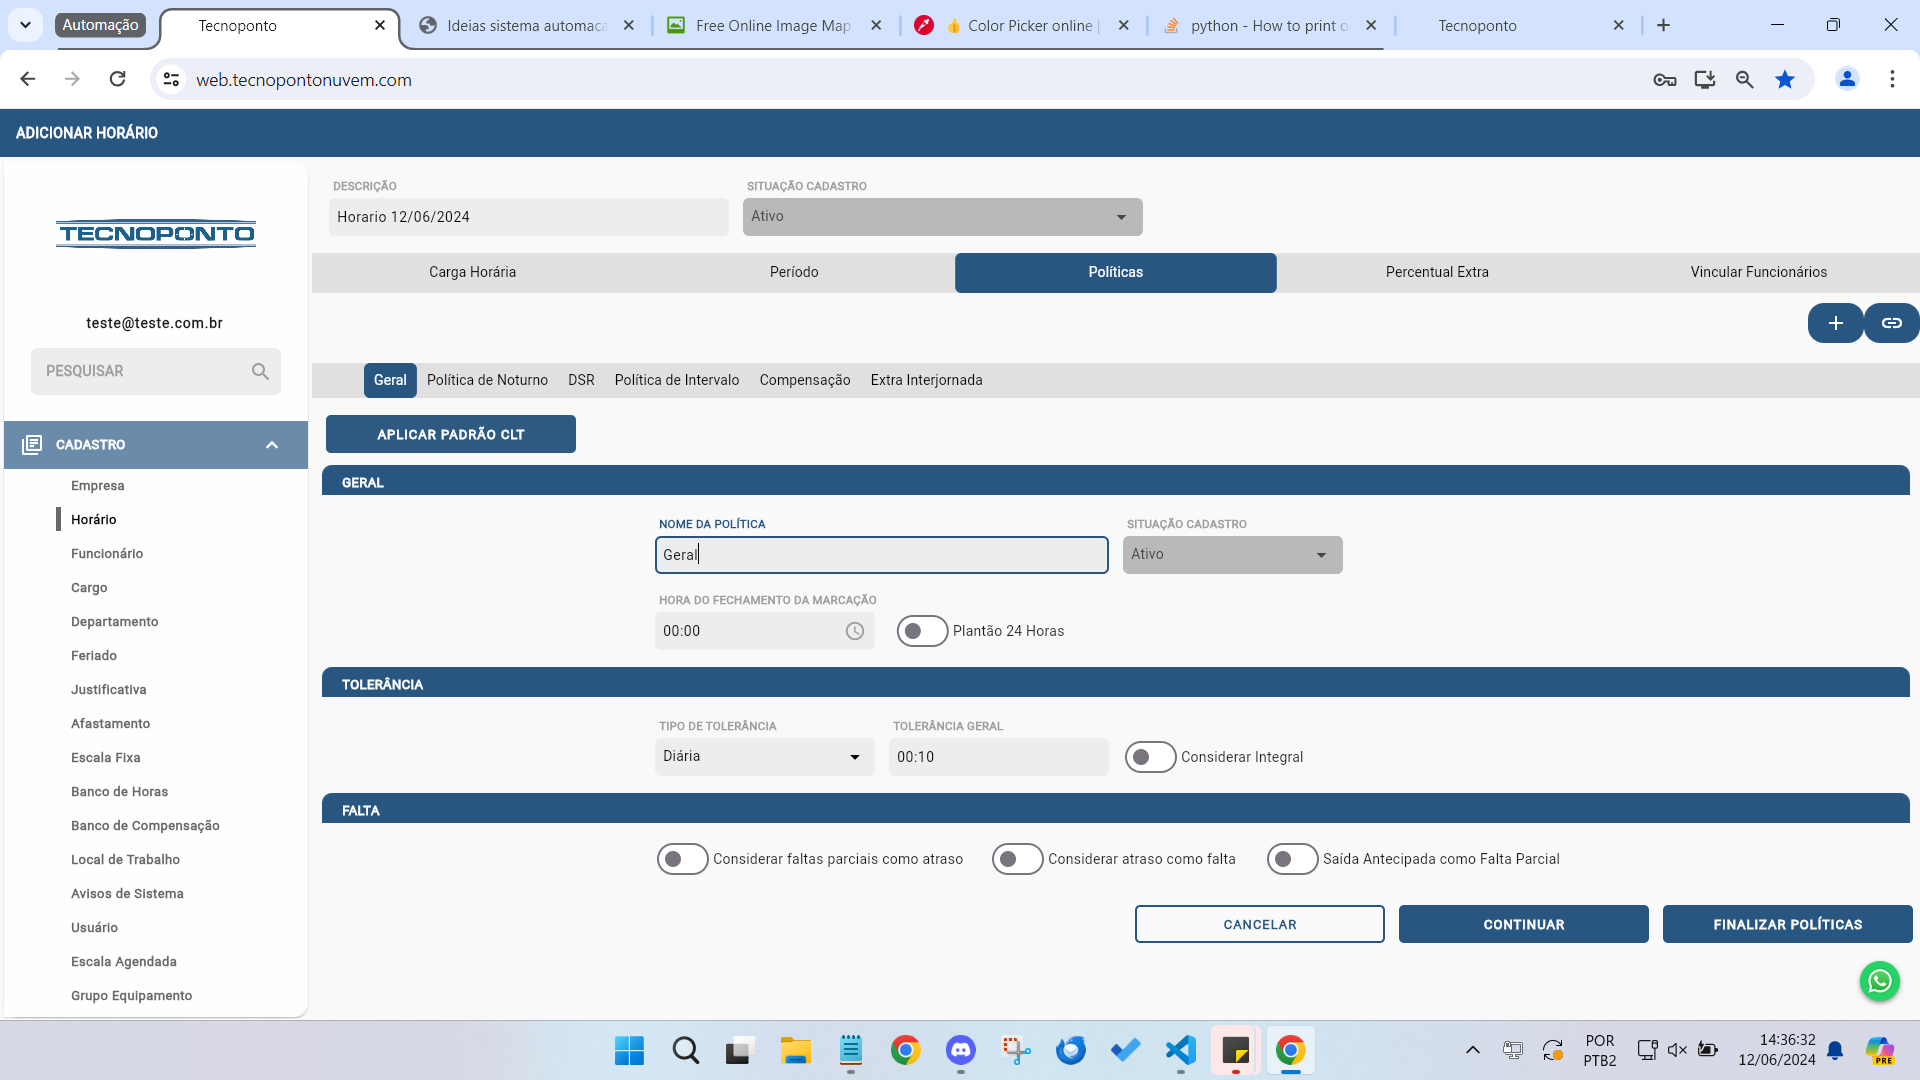 Automação
Tecnoponto
Ideias sistema automaca
Free Online Image Map
Color Picker online |
python - How to print o
Tecnoponto
web.tecnopontonuvem.com
ADICIONAR HORÁRIO
TECNOPONTO
teste@teste.com.br
PESQUISAR
CADASTRO
Empresa
Horário
Funcionário
Cargo
Departamento
Feriado
Justificativa
Afastamento
Escala Fixa
Banco de Horas
Banco de Compensação
Local de Trabalho
Avisos de Sistema
Usuário
Escala Agendada
Grupo Equipamento
DESCRIÇÃO
SITUAÇÃO CADASTRO
Horario 12/06/2024
Ativo
Carga Horária
Período
Políticas
Percentual Extra
Vincular Funcionários
Geral
Política de Noturno
DSR
Política de Intervalo
Compensação
Extra Interjornada
APLICAR PADRÃO CLT
GERAL
NOME DA POLÍTICA
SITUAÇÃO CADASTRO
Geral
Ativo
HORA DO FECHAMENTO DA MARCAÇÃO
00:00
Plantão 24 Horas
TOLERÂNCIA
TIPO DE TOLERÂNCIA
TOLERÂNCIA GERAL
Diária
00:10
Considerar Integral
FALTA
Considerar faltas parciais como atraso
Considerar atraso como falta
Saída Antecipada como Falta Parcial
CANCELAR
CONTINUAR
FINALIZAR POLÍTICAS
POR
PTB2
14:36:32
12/06/2024
PRE